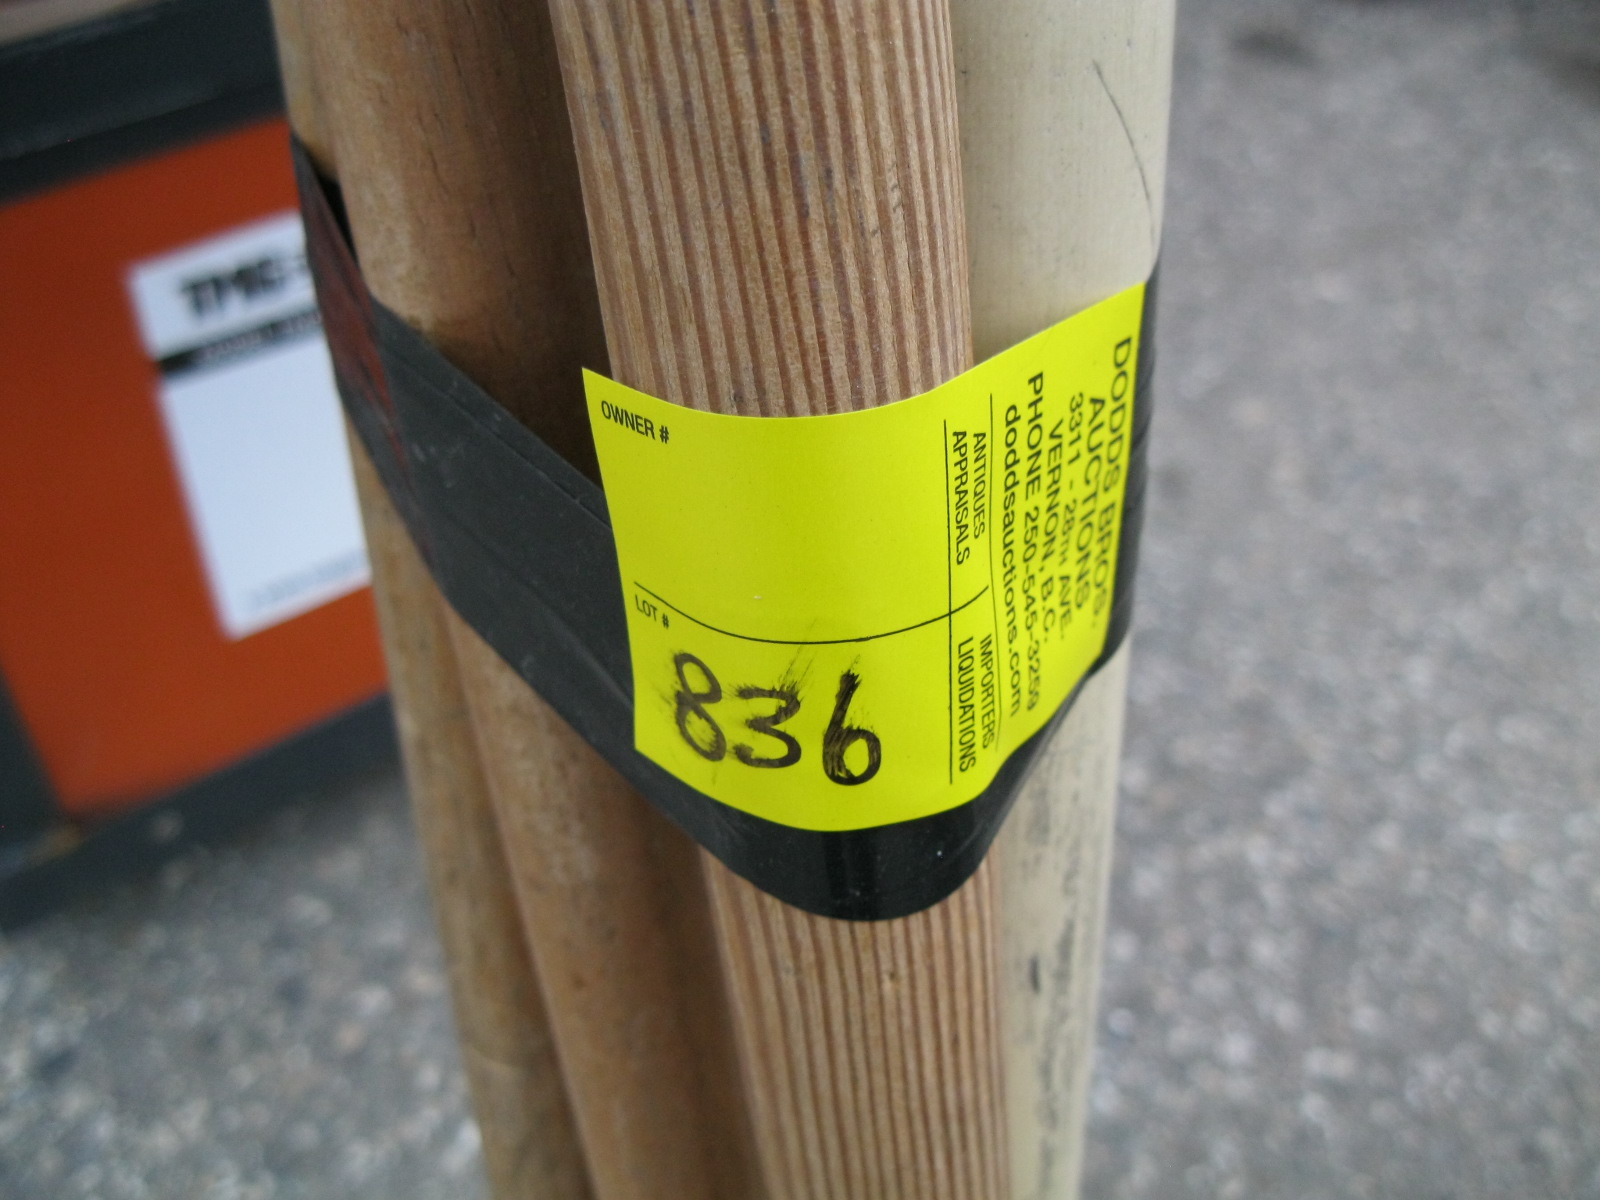 TMC
OWNER #
LOT #
836
ANTIQUES
APPRAISALS
IMPORTERS
LIQUIDATIONS
DODDS BROS.
AUCTIONS
3311 - 28TH AVE.
VERNON, B.C.
PHONE 250-545-3259
doddsauctions.com